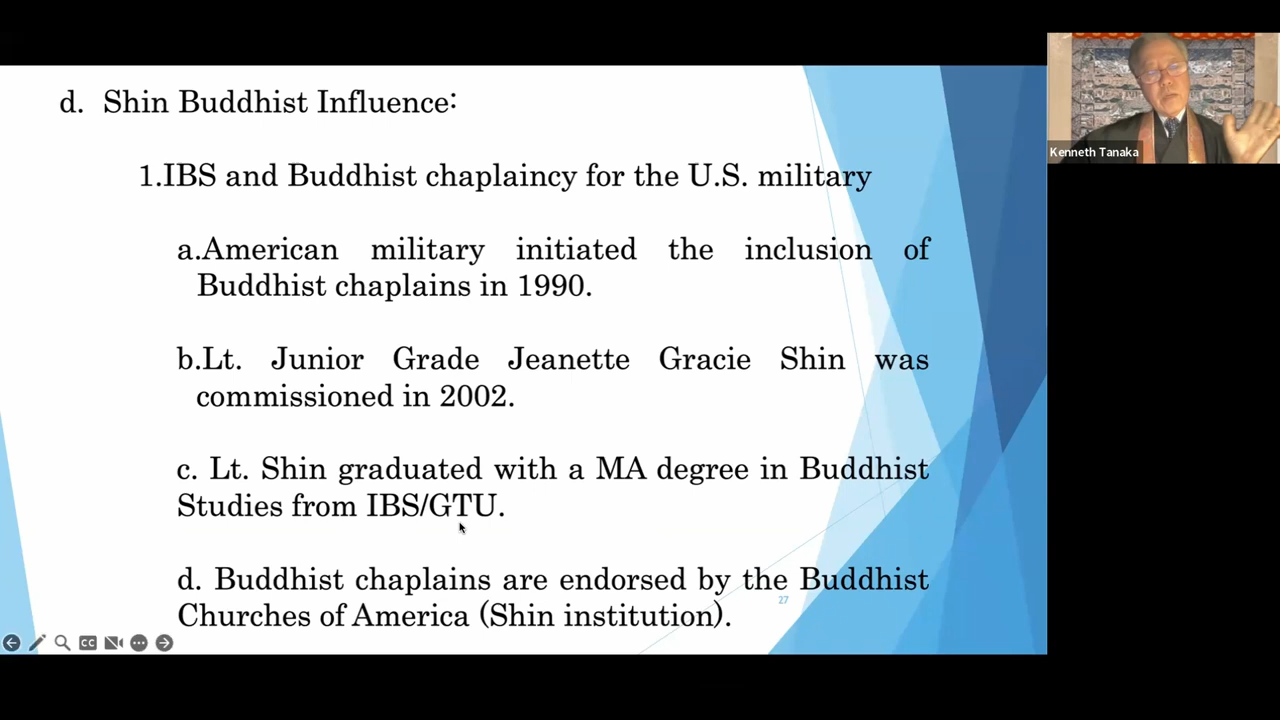 d. Shin Buddhist Influence:
1.IBS and Buddhist chaplaincy for the U.S. military
a.American military initiated the inclusion of
Buddhist chaplains in 1990.
b.Lt. Junior Grade Jeanette Gracie Shin was
commissioned in 2002.
c. Lt. Shin graduated with a MA degree in Buddhist
Studies from IBS/GTU.
d. Buddhist chaplains are endorsed by the Buddhist
Churches of America (Shin institution).
27
CC
Kenneth Tanaka